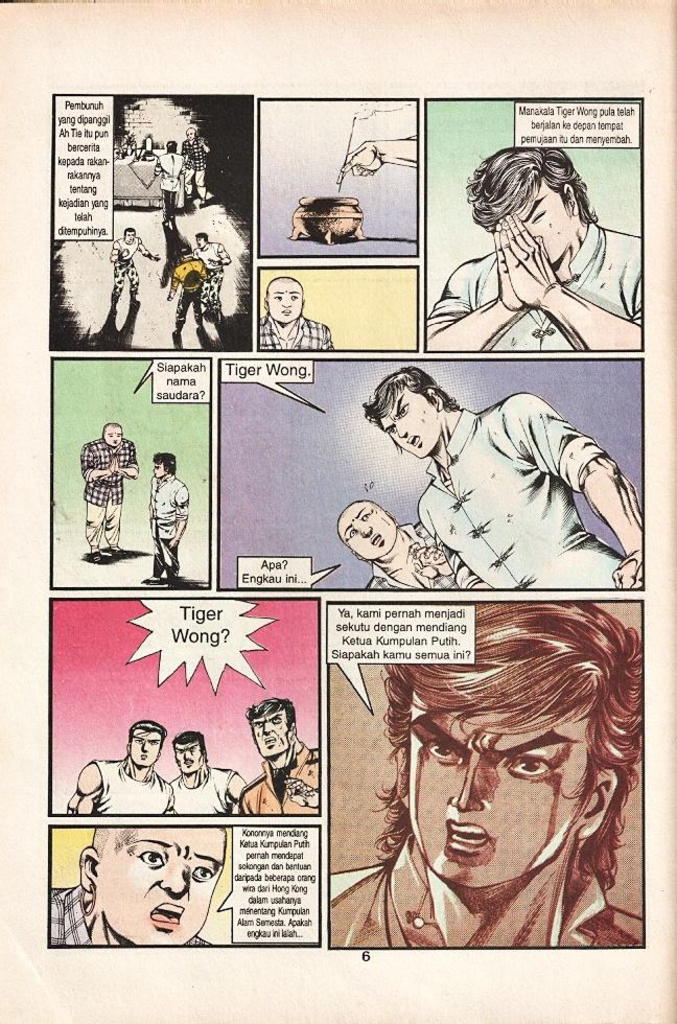 Pembunuh
yang dipanggil
Ah Tie itu pun
bercerita
kepada rakan-
rakannya
tentang
kejadian yang
telah
ditempuhinya.
Manakala Tiger Wong pula telah
berjalan ke depan tempat
pemujaan itu dan menyembah.
Siapakah
nama
saudara?
Tiger Wong.
Apa?
Engkau ini...
Tiger
Wong?
Ya, kami pernah menjadi
sekutu dengan mendiang
Ketua Kumpulan Putih.
Siapakah kamu semua ini?
Kononnya mendiang
Ketua Kumpulan Putih
pernah mendapat
sokongan dan bantuan
daripada beberapa orang
wira dari Hong Kong
dalam usahanya
menentang Kumpulan
Alam Semesta. Apakah
engkau ini ialah...
6